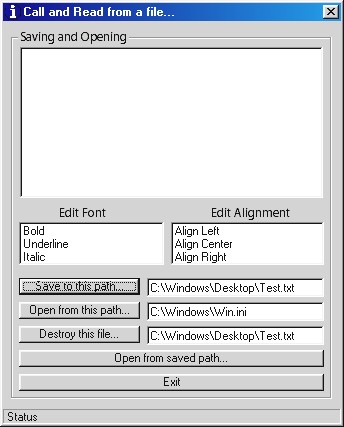 Call and Read from a file...
Saving and Opening
Edit Font
Edit Alignment
Bold
Underline
Italic
Align Left
Align Center
Align Right
Save to this path...
C:\Windows\Desktop\Test.txt
Open from this path...
C:\Windows\Win.ini
Destroy this file...
C:\Windows\Desktop\Test.txt
Open from saved path...
Exit
Status